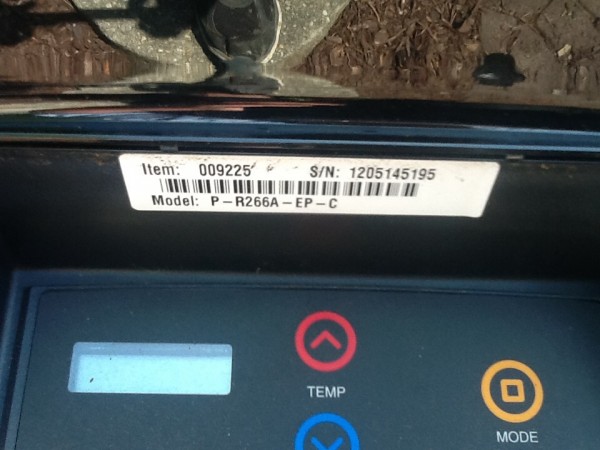 Item: 009225 S/N: 1205145195
Model: P-R266A-EP-C
TEMP
MODE